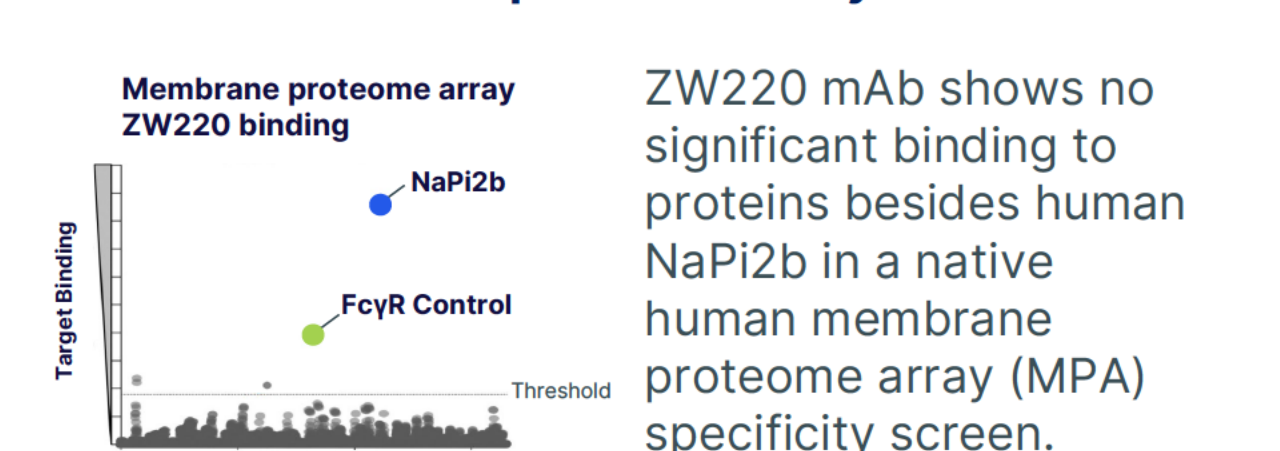 Membrane proteome array
ZW220 binding
NaPi2b
FcγR Control
Threshold
Target Binding
ZW220 mAb shows no
significant binding to
proteins besides human
NaPi2b in a native
human membrane
proteome array (MPA)
specificity screen.